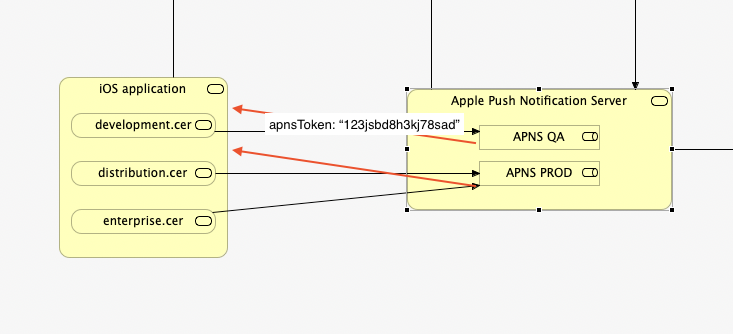 iOS application
Apple Push Notification Server
development.cer
apnsToken: “123jsbd8h3kj78sad”
APNS QA
distribution.cer
APNS PROD
enterprise.cer